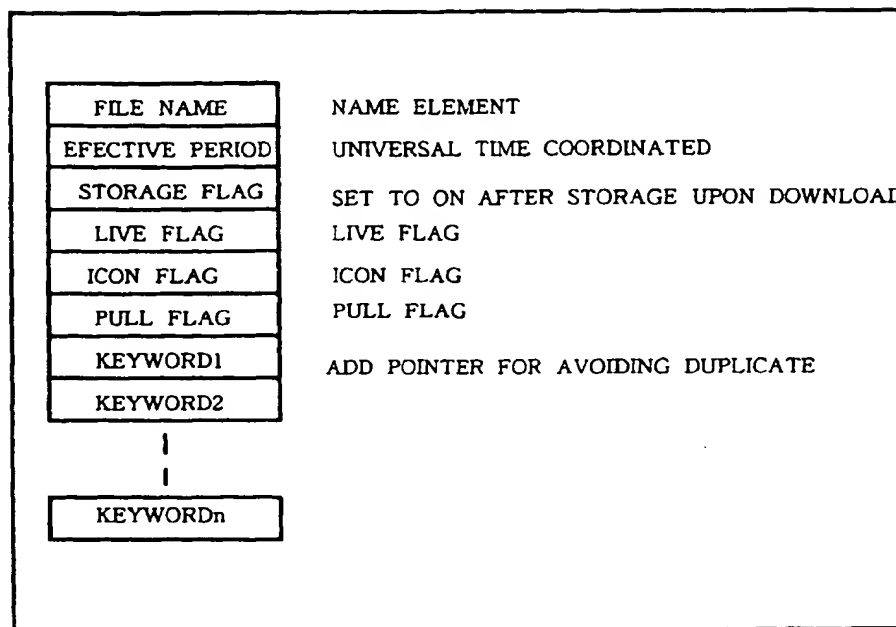 FILE NAME NAME ELEMENT
EFECTIVE PERIOD UNIVERSAL TIME COORDINATED
STORAGE FLAG SET TO ON AFTER STORAGE UPON DOWNLOAD
LIVE FLAG LIVE FLAG
ICON FLAG ICON FLAG
PULL FLAG PULL FLAG
KEYWORD1 ADD POINTER FOR AVOIDING DUPLICATE
KEYWORD2
KEYWORDn